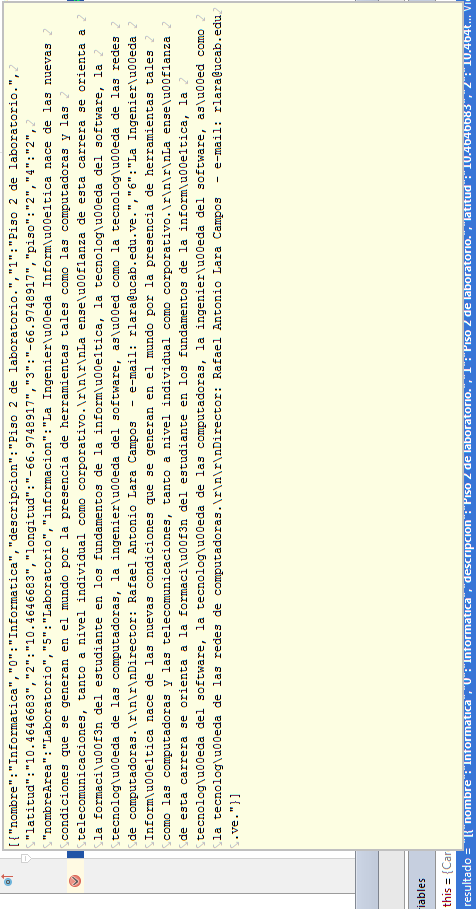 [{"nombre":"Informatica","0":"Informatica","descripcion":"Piso 2 de laboratorio.","1":"Piso 2 de laboratorio.",
"latitud":"10.4646683","2":"10.4646683","longitud":"-66.9748917","3":"-66.9748917","piso":"2","4":"2",
"nombreArea":"Laboratorio","5":"Laboratorio","informacion":"La Ingenier\u00eda Inform\u00e1tica nace de las nuevas
condiciones que se generan en el mundo por la presencia de herramientas tales como las computadoras y las
telecomunicaciones, tanto a nivel individual como corporativo.\r\n\r\nLa ense\u00f1anza de esta carrera se orienta a
la formaci\u00f3n del estudiante en los fundamentos de la inform\u00e1tica, la tecnolog\u00eda del software, la
tecnolog\u00eda de las computadoras, la ingenier\u00eda del software, as\u00ed como la tecnolog\u00eda de las redes
de computadoras.\r\n\r\nDirector: Rafael Antonio Lara Campos  - e-mail: rlara@ucab.edu.ve.","6":"La Ingenier\u00eda
Inform\u00e1tica nace de las nuevas condiciones que se generan en el mundo por la presencia de herramientas tales
como las computadoras y las telecomunicaciones, tanto a nivel individual como corporativo.\r\n\r\nLa ense\u00f1anza
de esta carrera se orienta a la formaci\u00f3n del estudiante en los fundamentos de la inform\u00e1tica, la
tecnolog\u00eda del software, la tecnolog\u00eda de las computadoras, la ingenier\u00eda del software, as\u00ed como
la tecnolog\u00eda de las redes de computadoras.\r\n\r\nDirector: Rafael Antonio Lara Campos  - e-mail: rlara@ucab.edu
.ve."}]
iables
this = {Car
resultado = "[{"nombre":"Informatica","0":"Informatica","descripcion":"Piso 2 de laboratorio.","1":"Piso 2 de laboratorio.","latitud":"10.4646683","2":"10.464t... Vi